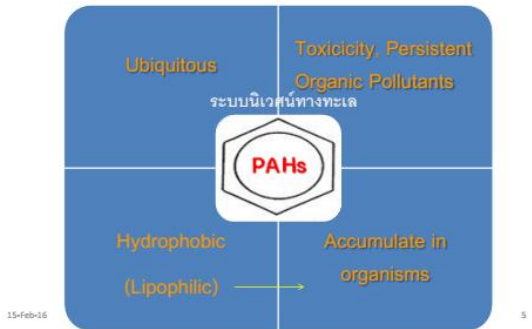 Ubiquitous
Toxicicity, Persistent
Organic Pollutants
ระบบนิเวศน์ทางทะเล
PAHs
Hydrophobic
(Lipophilic)
Accumulate in
organisms
15-Feb-16
5